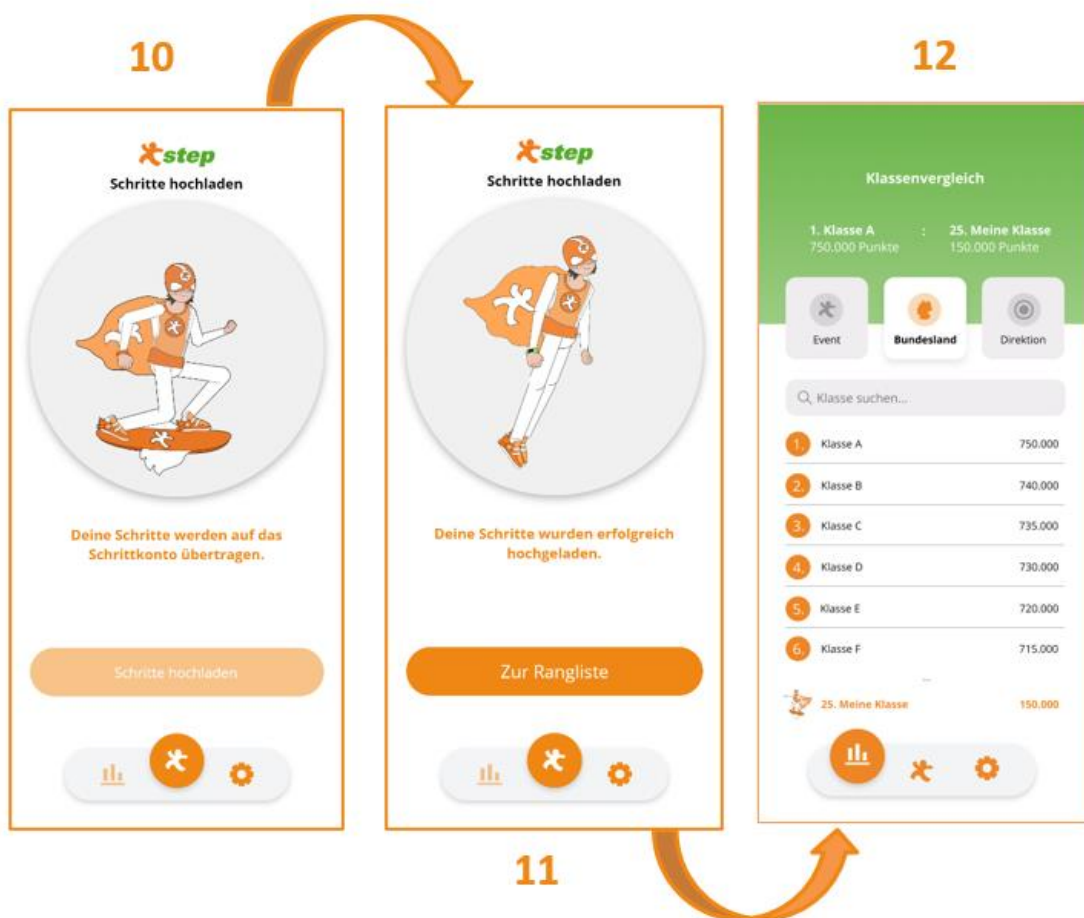 10
step
Schritte hochladen
Deine Schritte werden auf das
Schrittkonto übertragen.
Schritte hochladen
step
Schritte hochladen
Deine Schritte wurden erfolgreich
hochgeladen.
Zur Rangliste
11
12
Klassenvergleich
1. Klasse A : 25. Meine Klasse
750.000 Punkte 150.000 Punkte
Event Bundesland Direktion
Klasse suchen...
1. Klasse A 750.000
2. Klasse B 740.000
3. Klasse C 735.000
4. Klasse D 730.000
5. Klasse E 720.000
6. Klasse F 715.000
...
25. Meine Klasse 150.000